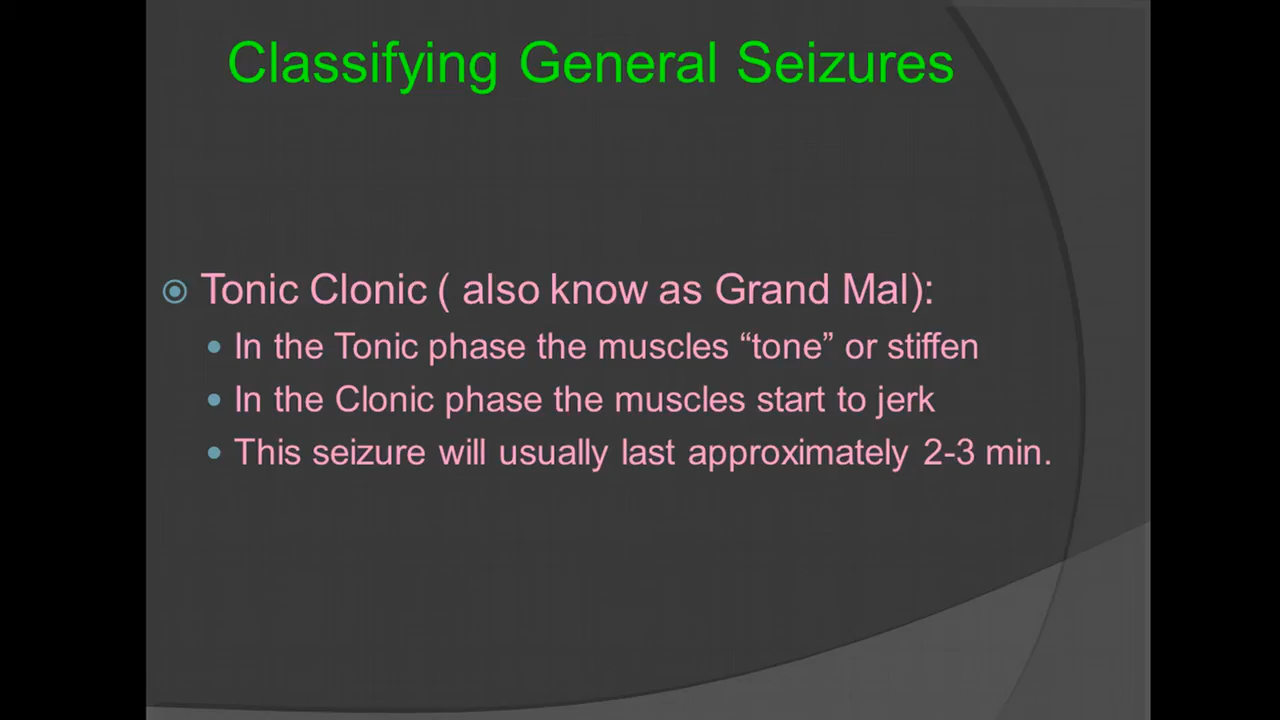 Classifying General Seizures
Tonic Clonic ( also know as Grand Mal):
In the Tonic phase the muscles “tone” or stiffen
In the Clonic phase the muscles start to jerk
This seizure will usually last approximately 2-3 min.